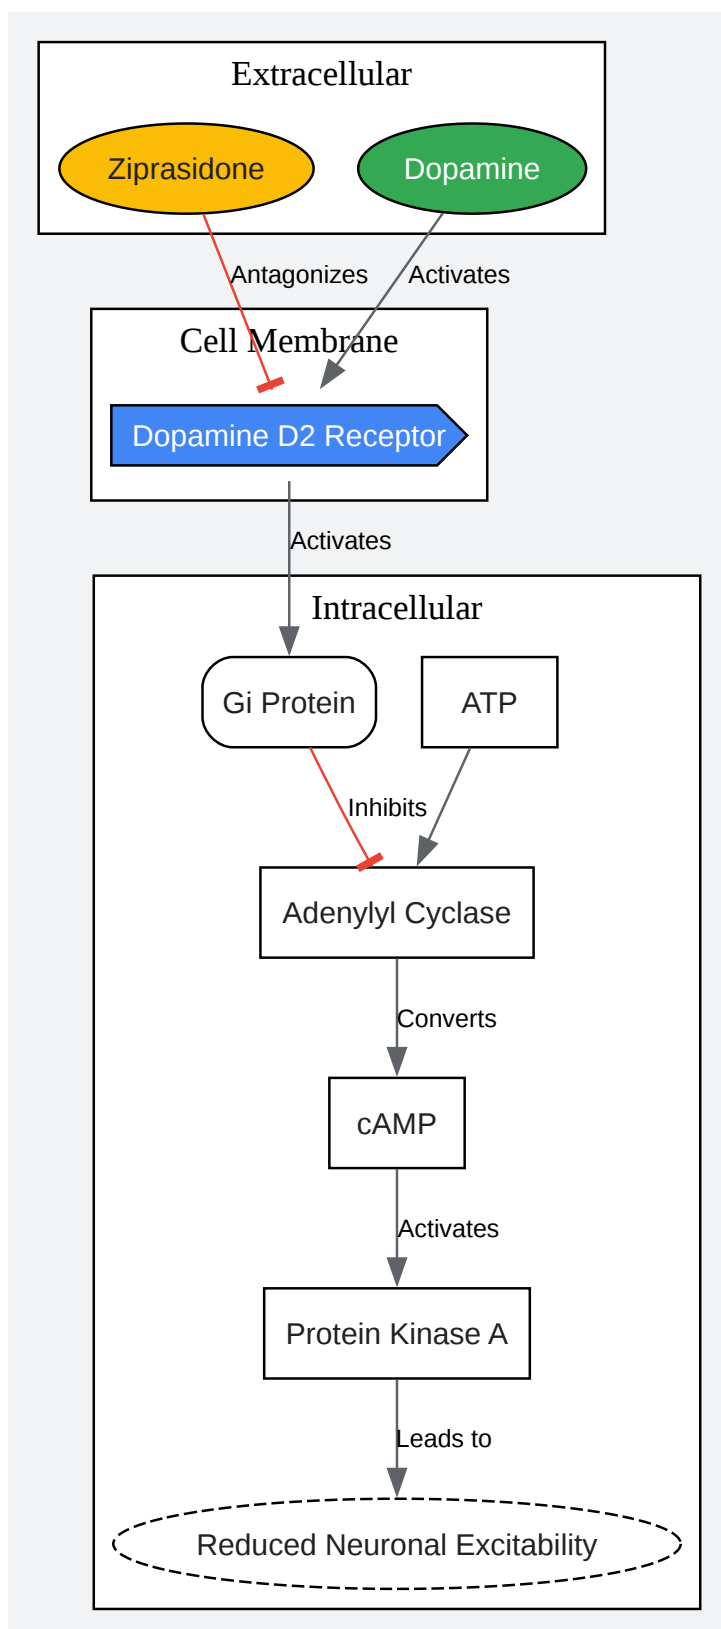 Extracellular
Ziprasidone
Dopamine
Antagonizes
Activates
Cell Membrane
Dopamine D2 Receptor
Activates
Intracellular
Gi Protein
ATP
Inhibits
Adenylyl Cyclase
Converts
cAMP
Activates
Protein Kinase A
Leads to
Reduced Neuronal Excitability